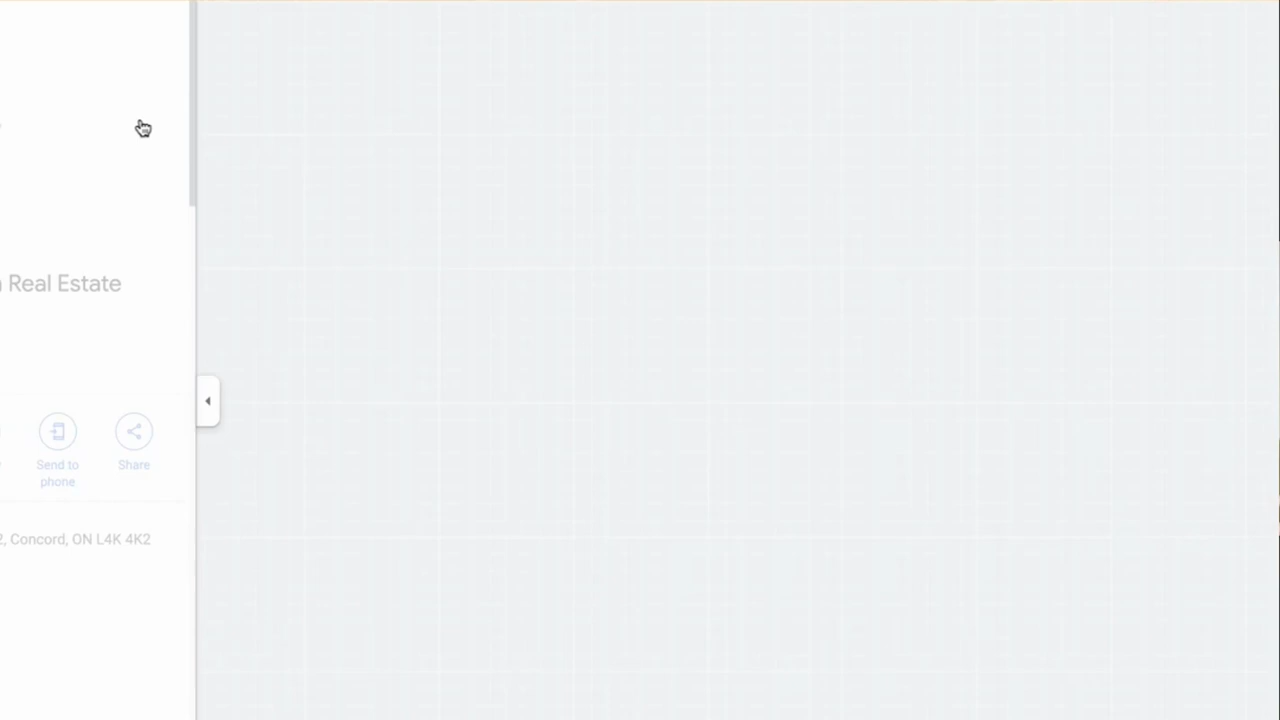 Real Estate
Send to
phone
Share
Concord, ON L4K 4K2